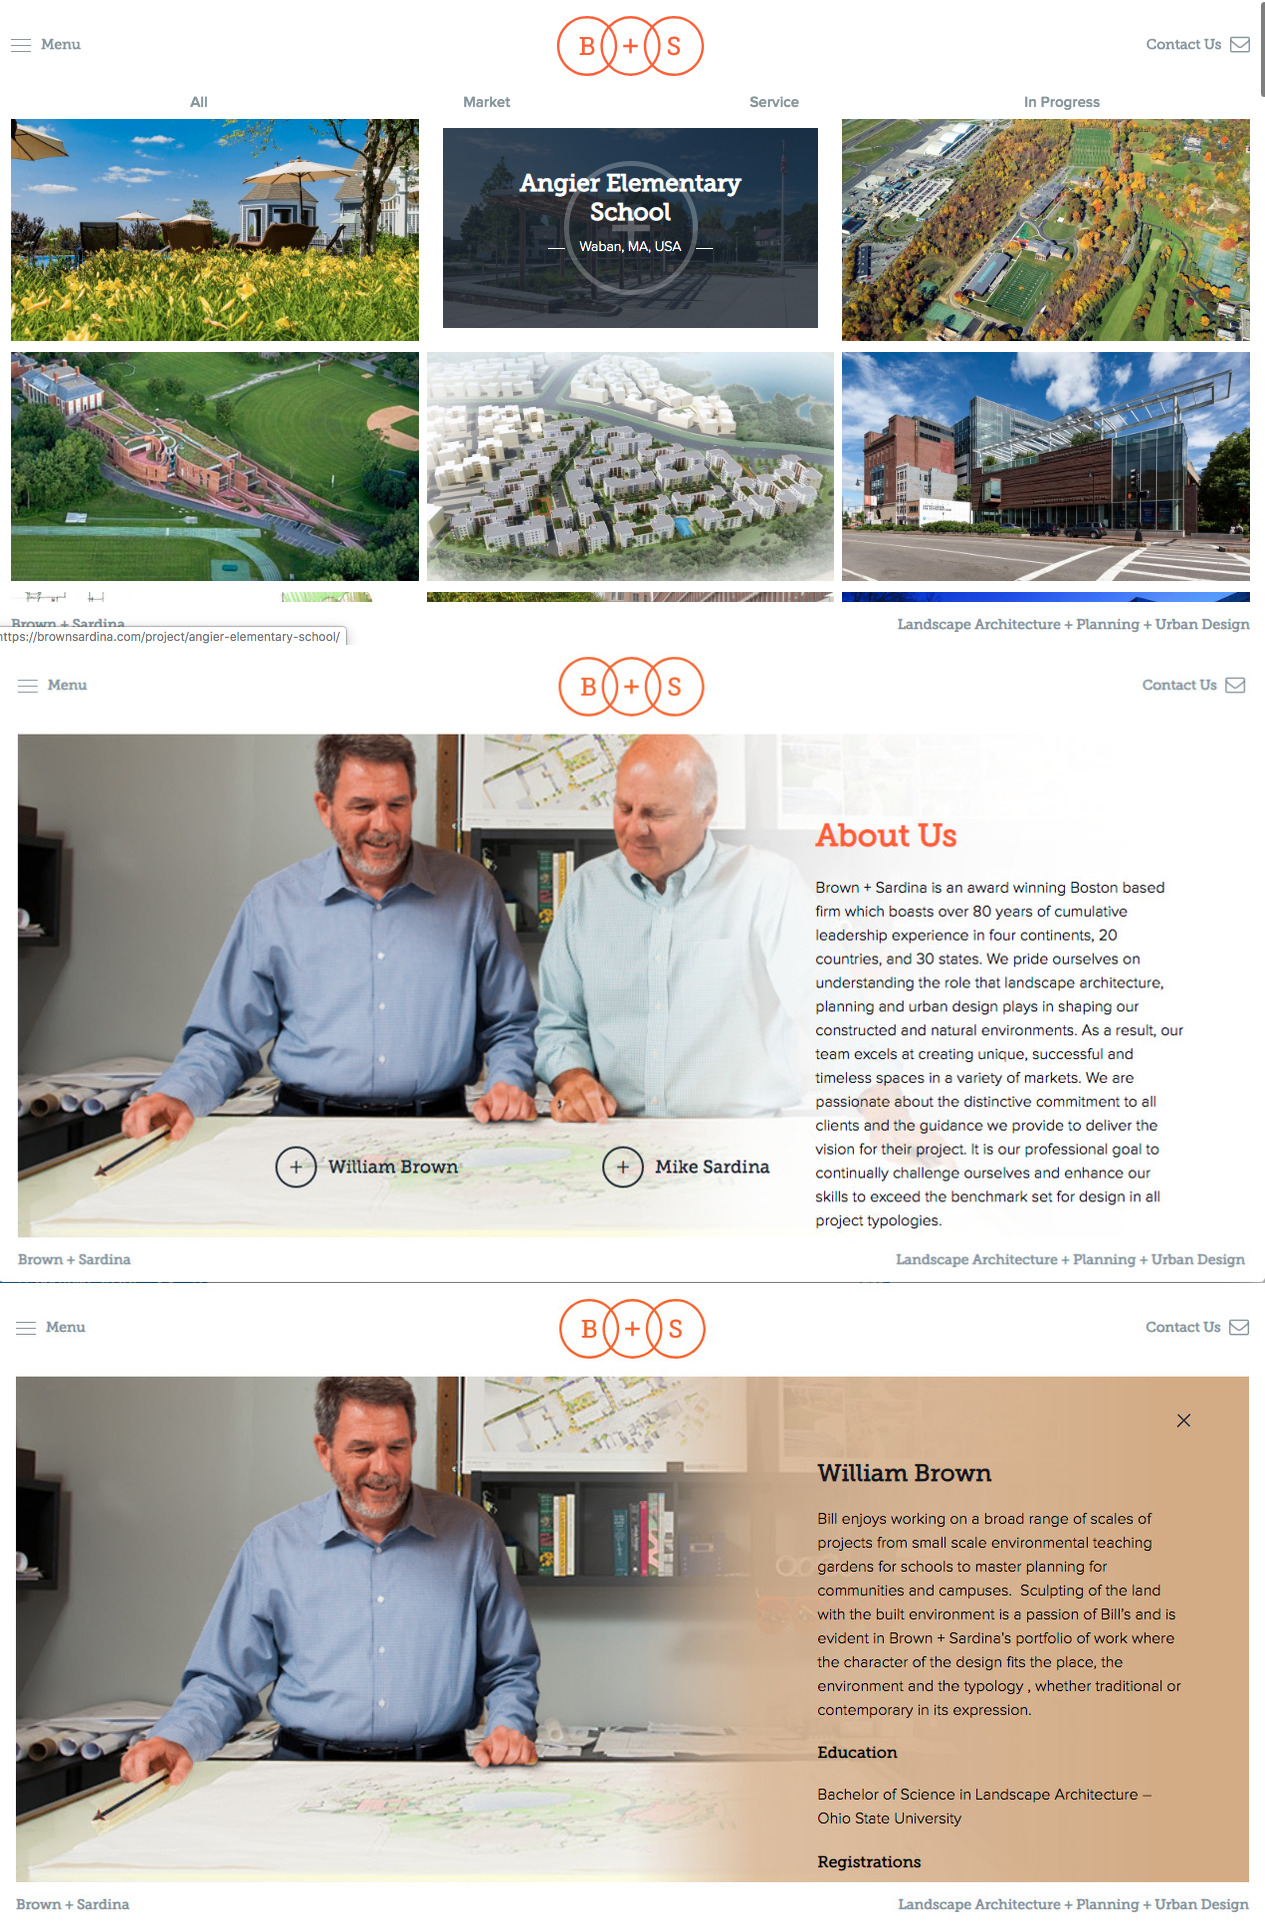 Menu
B + S
Contact Us
All
Market
Service
In Progress
Angier Elementary
School
Waban, MA, USA
Brown + Sardina
Landscape Architecture + Planning + Urban Design
https://brownsardina.com/project/angier-elementary-school/
Menu
B + S
Contact Us
About Us
Brown + Sardina is an award winning Boston based
firm which boasts over 80 years of cumulative
leadership experience in four continents, 20
countries, and 30 states. We pride ourselves on
understanding the role that landscape architecture,
planning and urban design plays in shaping our
constructed and natural environments. As a result, our
team excels at creating unique, successful and
timeless spaces in a variety of markets. We are
passionate about the distinctive commitment to all
clients and the guidance we provide to deliver the
vision for their project. It is our professional goal to
continually challenge ourselves and enhance our
skills to exceed the benchmark set for design in all
project typologies.
+ William Brown
+ Mike Sardina
Brown + Sardina
Landscape Architecture + Planning + Urban Design
Menu
B + S
Contact Us
William Brown
Bill enjoys working on a broad range of scales of
projects from small scale environmental teaching
gardens for schools to master planning for
communities and campuses.  Sculpting of the land
with the built environment is a passion of Bill's and is
evident in Brown + Sardina's portfolio of work where
the character of the design fits the place, the
environment and the typology , whether traditional or
contemporary in its expression.
Education
Bachelor of Science in Landscape Architecture –
Ohio State University
Registrations
Brown + Sardina
Landscape Architecture + Planning + Urban Design